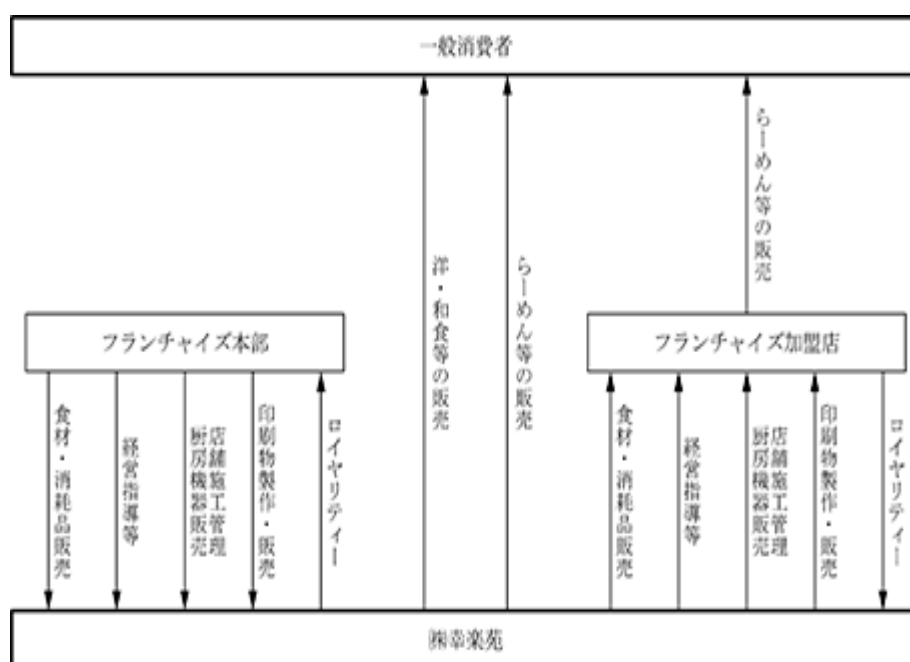 一般消費者
らーめん等の販売
洋・和食等の販売
らーめん等の販売
フランチャイズ本部
フランチャイズ加盟店
食材・消耗品販売
経営指導等
店舗施工管理
厨房機器販売
印刷物製作・販売
ロイヤリティー
食材・消耗品販売
経営指導等
店舗施工管理
厨房機器販売
印刷物製作・販売
ロイヤリティー
㈱幸楽苑